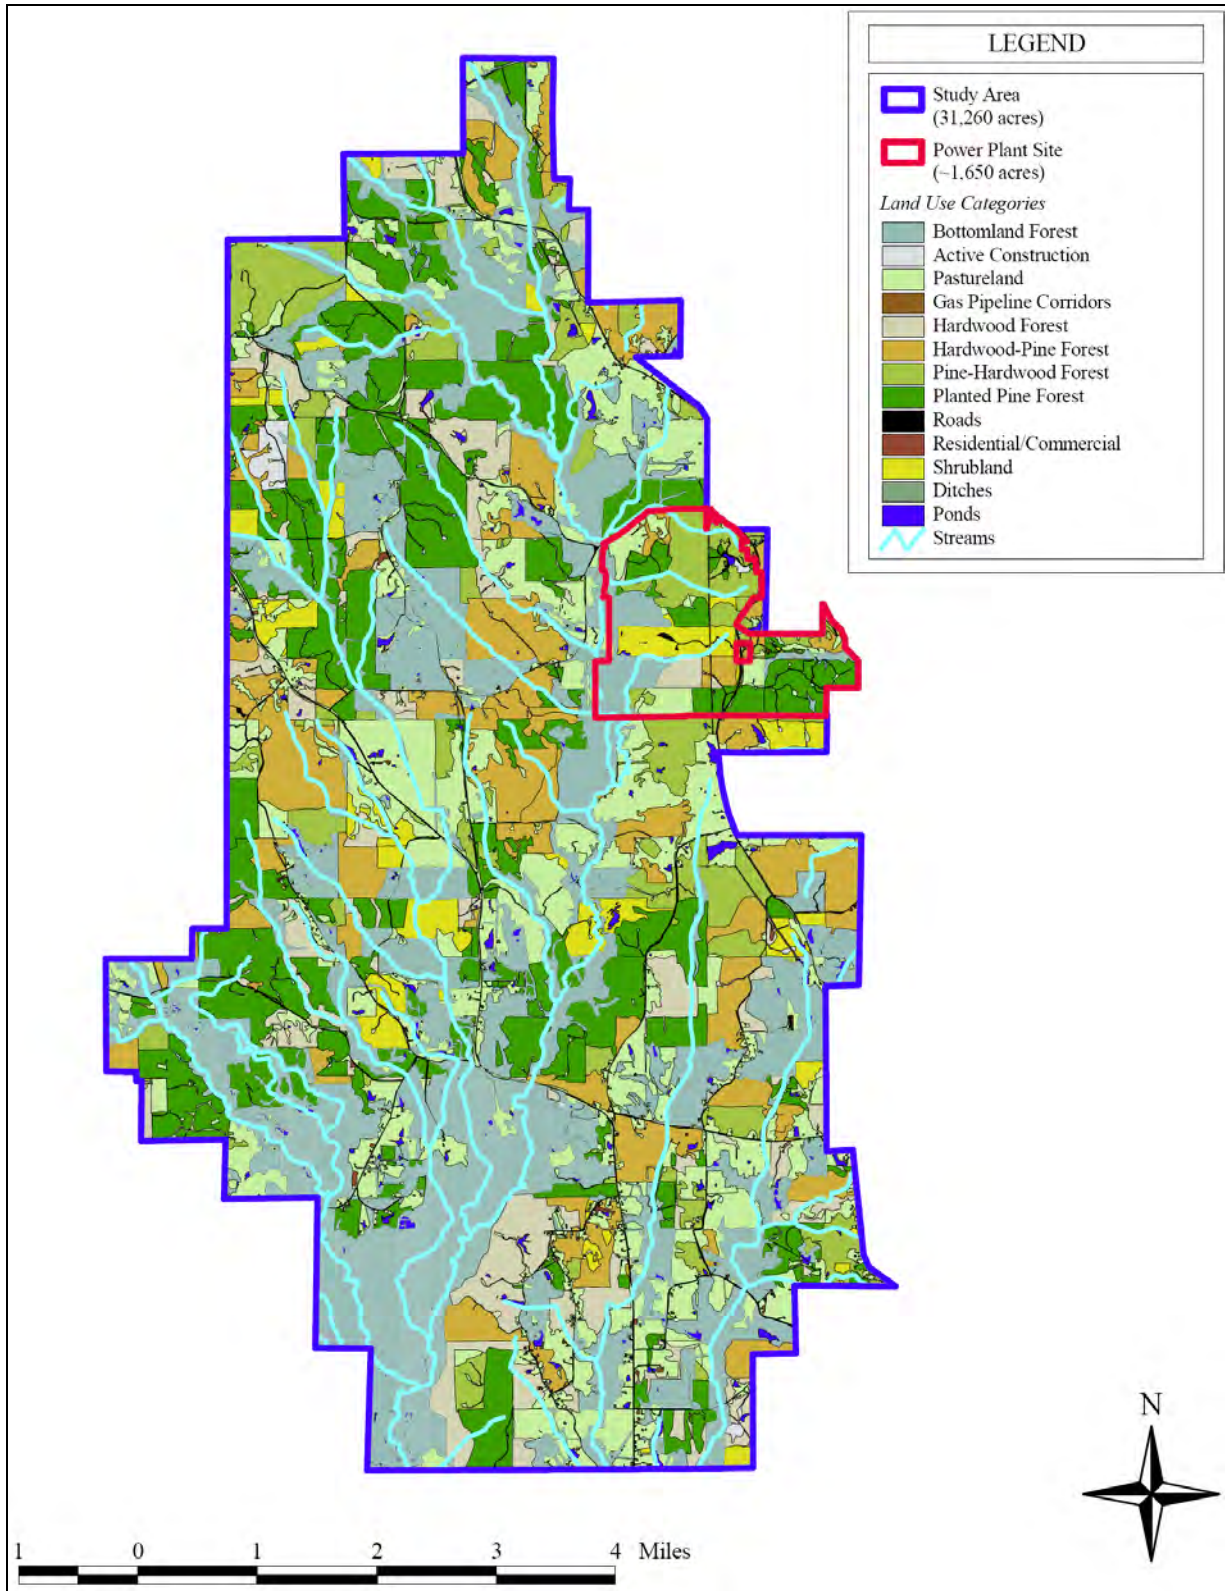 LEGEND
Study Area
(31,260 acres)
Power Plant Site
(~1,650 acres)
Land Use Categories
Bottomland Forest
Active Construction
Pastureland
Gas Pipeline Corridors
Hardwood Forest
Hardwood-Pine Forest
Pine-Hardwood Forest
Planted Pine Forest
Roads
Residential/Commercial
Shrubland
Ditches
Ponds
Streams
N
1 0 1 2 3 4 Miles